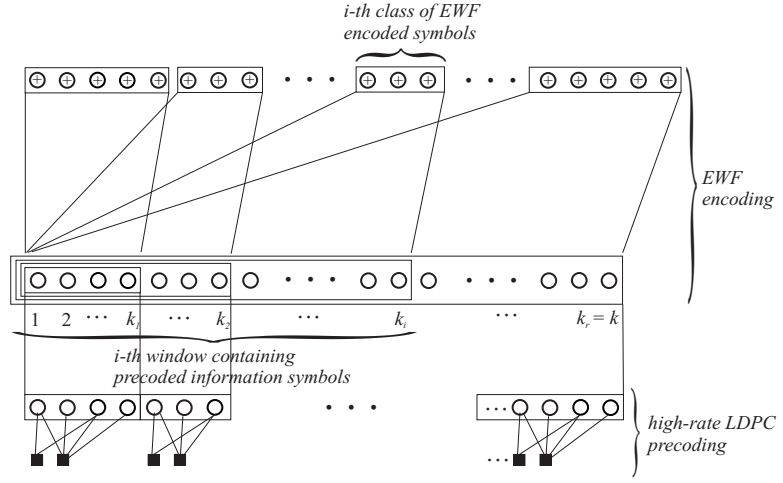 i-th class of EWF
encoded symbols
EWF
encoding
1 2 ... k₁ ... k₂ ... kᵢ ... kᵣ = k
i-th window containing
precoded information symbols
high-rate LDPC
precoding